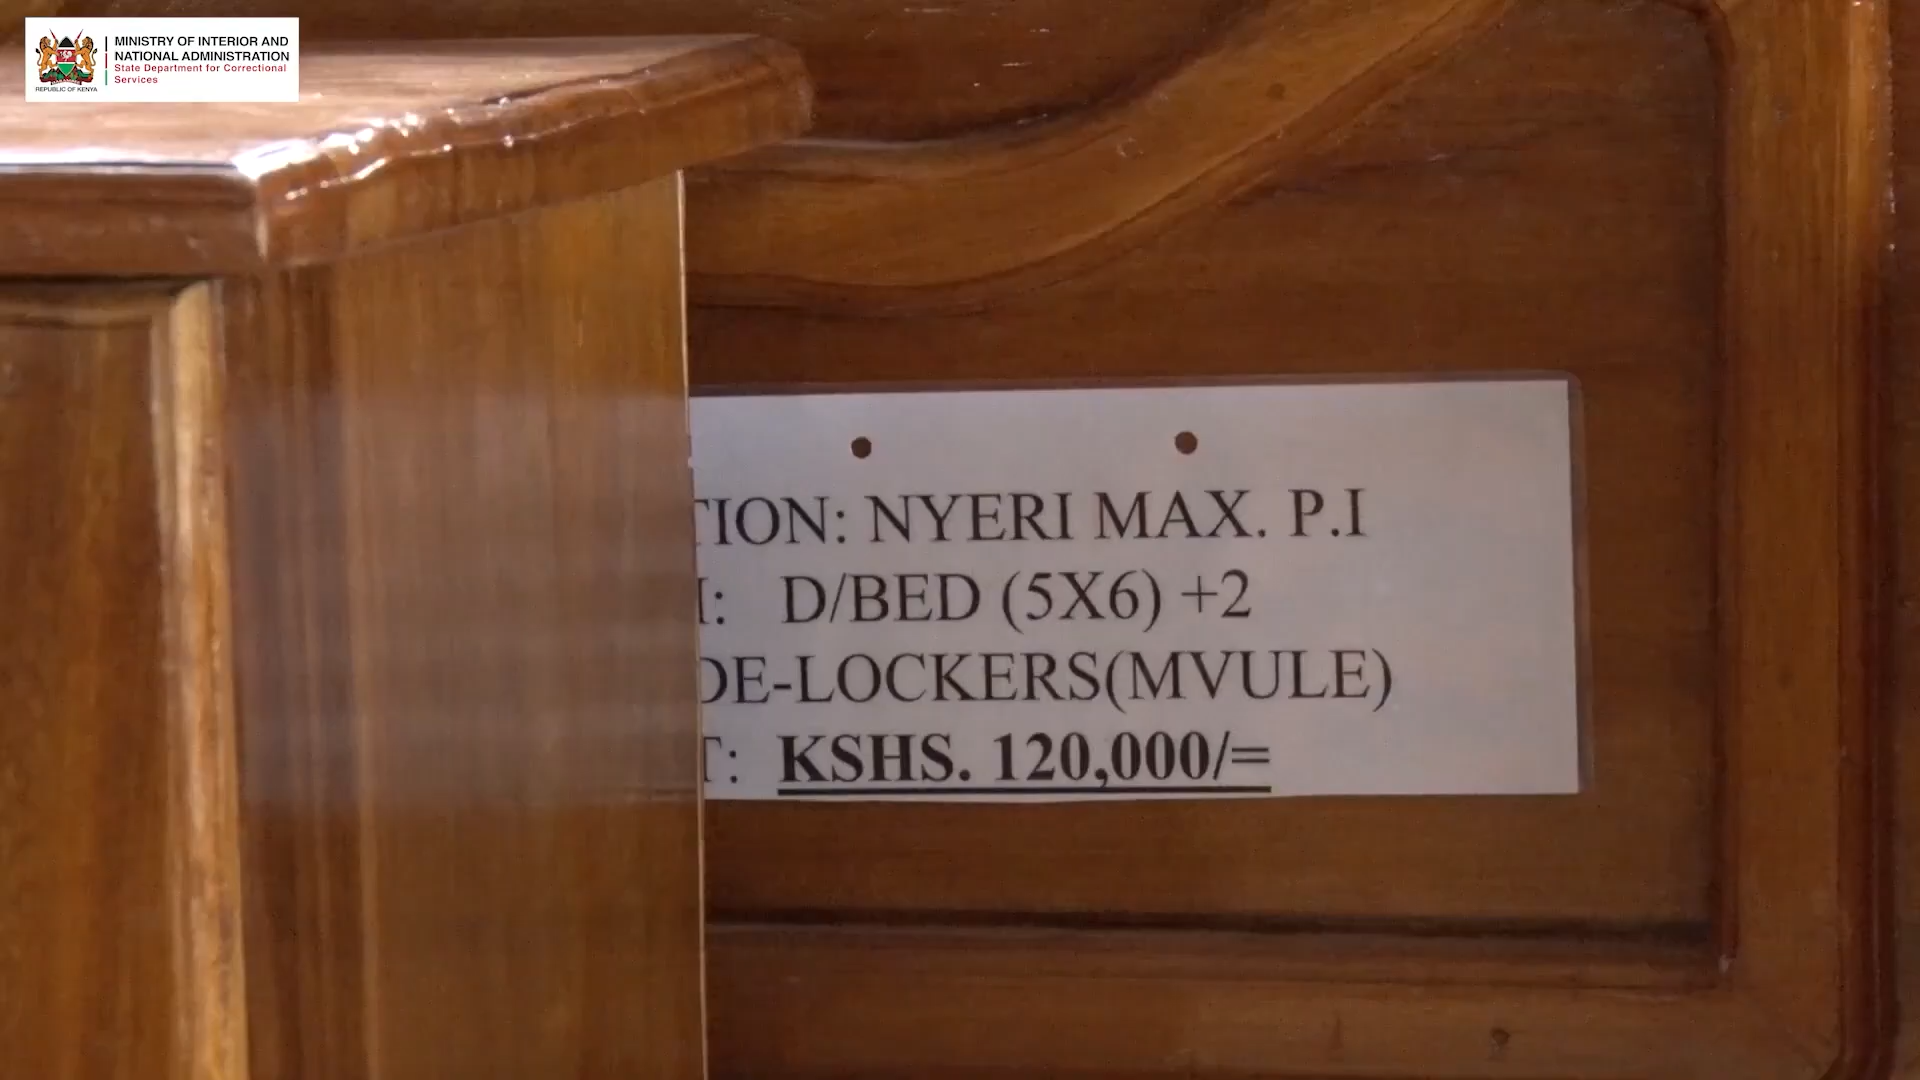 MINISTRY OF INTERIOR AND
NATIONAL ADMINISTRATION
State Department for Correctional
Services
REPUBLIC OF KENYA
TION: NYERI MAX. P.I
: D/BED (5X6) +2
DE-LOCKERS(MVULE)
T: KSHS. 120,000/=